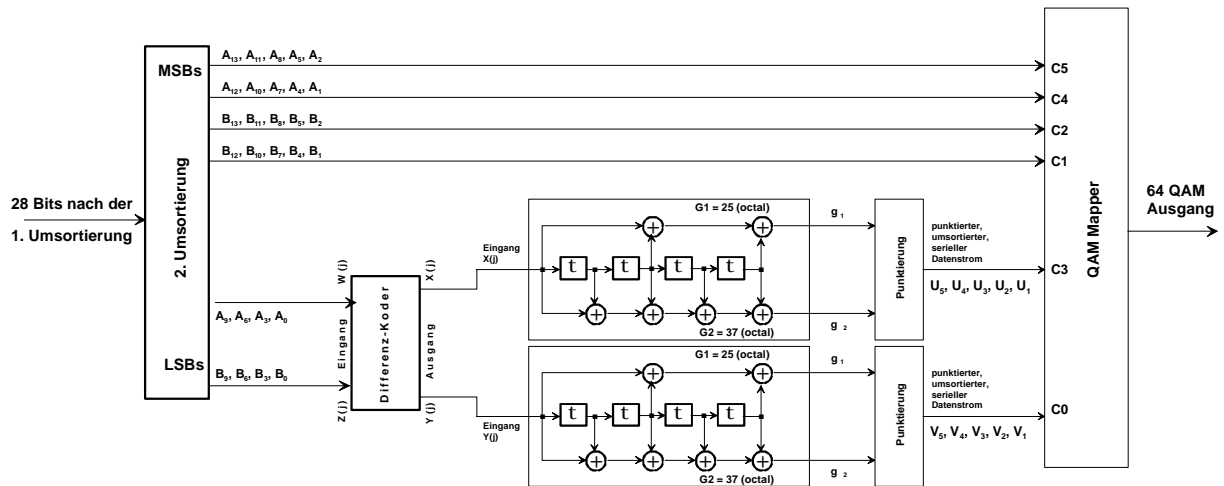 28 Bits nach der
1. Umsortierung
MSBs
2. Umsortierung
LSBs
A₁₃, A₁₁, A₈, A₅, A₂
A₁₂, A₁₀, A₇, A₄, A₁
B₁₃, B₁₁, B₈, B₅, B₂
B₁₂, B₁₀, B₇, B₄, B₁
A₉, A₆, A₃, A₀
B₉, B₆, B₃, B₀
W(j)
Eingang
Z(j)
Differenz-Koder
X(j)
Ausgang
Y(j)
Eingang
X(j)
G1 = 25 (octal)
t t t t
G2 = 37 (octal)
g₁
g₂
Punktierung
punktierter,
umsortierter,
serieller
Datenstrom
U₅, U₄, U₃, U₂, U₁
Eingang
Y(j)
G1 = 25 (octal)
t t t t
G2 = 37 (octal)
g₁
g₂
Punktierung
punktierter,
umsortierter,
serieller
Datenstrom
V₅, V₄, V₃, V₂, V₁
C5
C4
C2
C1
C3
C0
QAM Mapper
64 QAM
Ausgang